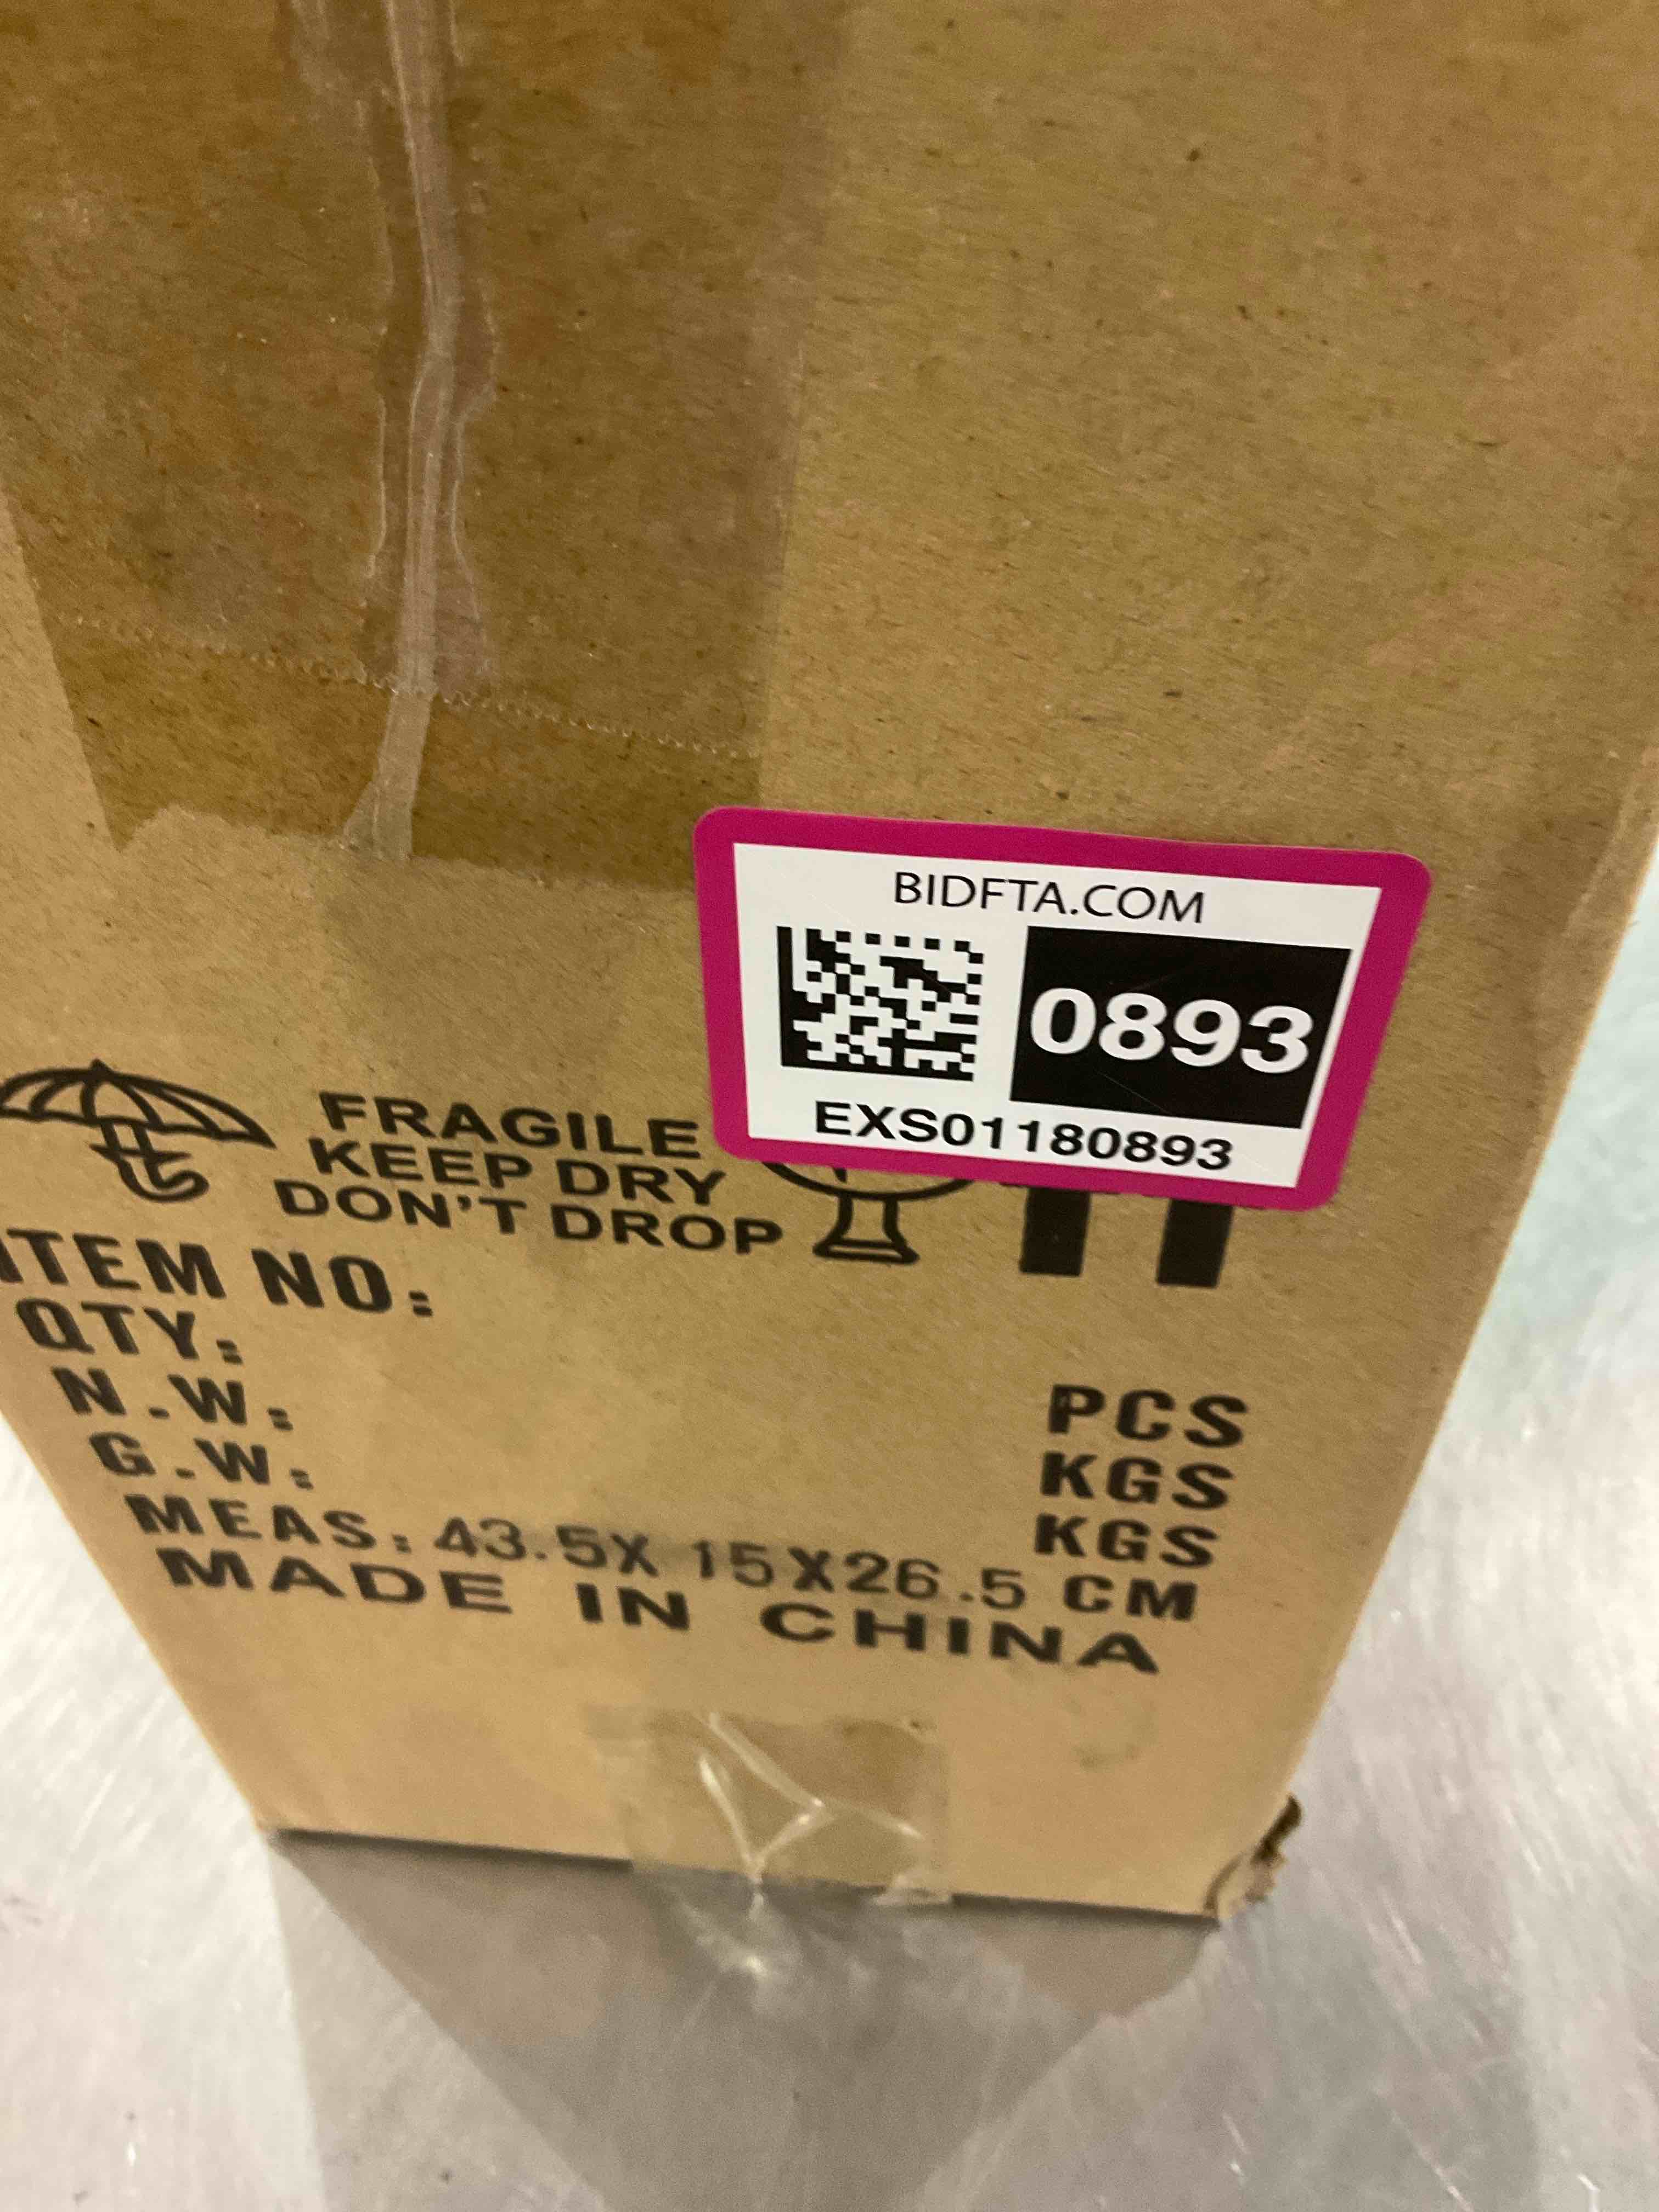 BIDFTA.COM
0893
EXS01180893
FRAGILE
KEEP DRY
DON'T DROP
ITEM NO:
QTY: PCS
N.W: KGS
G.W: KGS
MEAS: 43.5X 15X26.5 CM
MADE IN CHINA